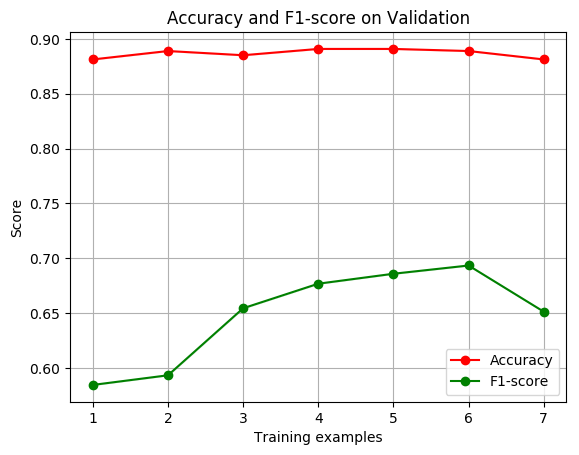 Accuracy and F1-score on Validation
Score
0.90
0.85
0.80
0.75
0.70
0.65
0.60
1 2 3 4 5 6 7
Training examples
Accuracy
F1-score